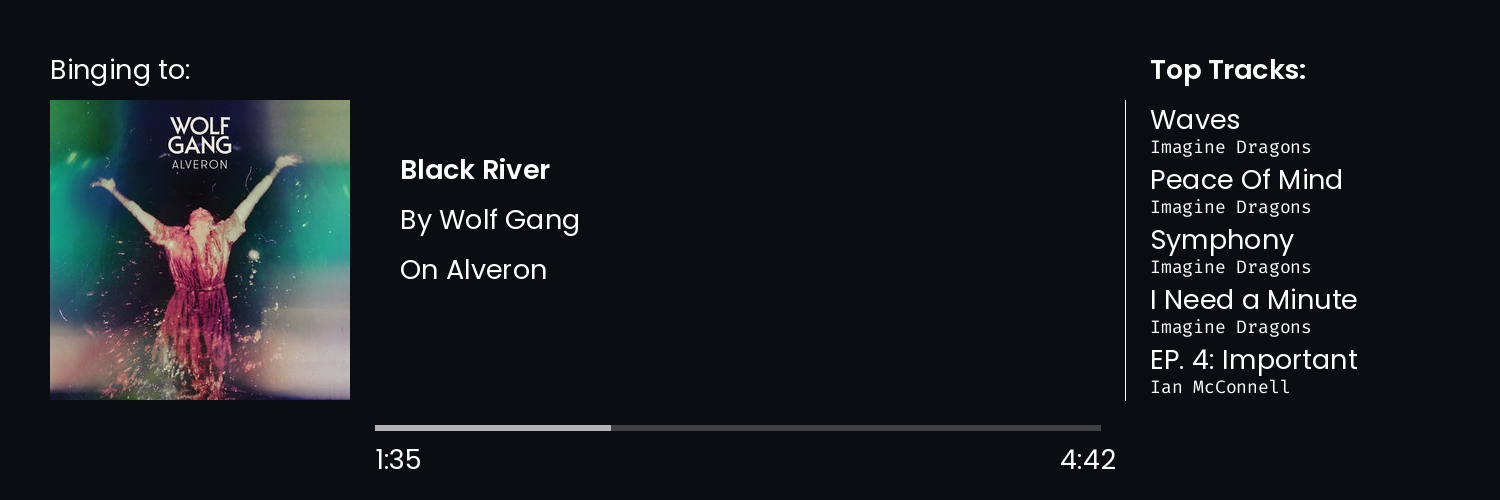 Binging to:
WOLF
GANG
ALVERON
Black River
By Wolf Gang
On Alveron
1:35
4:42
Top Tracks:
Waves
Imagine Dragons
Peace Of Mind
Imagine Dragons
Symphony
Imagine Dragons
I Need a Minute
Imagine Dragons
EP. 4: Important
Ian McConnell